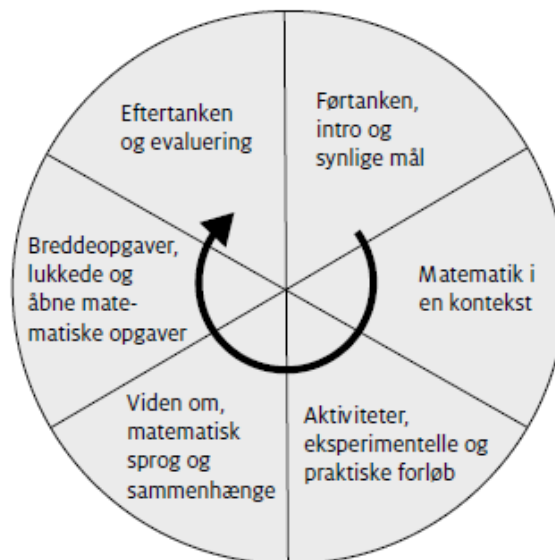 Førtanken,
intro og
synlige mål
Matematik i
en kontekst
Aktiviteter,
eksperimentelle og
praktiske forløb
Viden om,
matematisk
sprog og
sammenhænge
Breddeopgaver,
lukkede og
åbne mate-
matiske opgaver
Eftertanken
og evaluering